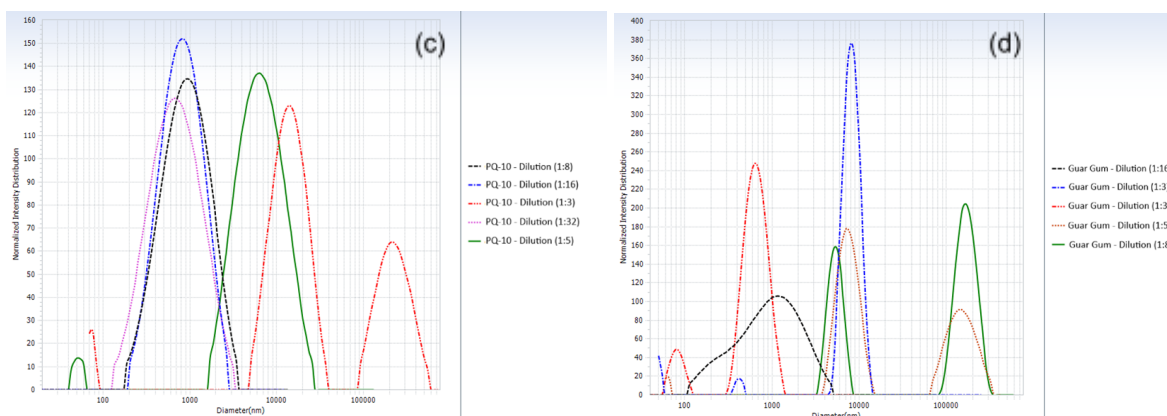 160
150
140
130
120
110
100
90
80
70
60
50
40
30
20
10
0
Normalized Intensity Distribution
100
1000
10000
100000
Diameter(nm)
(c)
PQ-10 - Dilution (1:8)
PQ-10 - Dilution (1:16)
PQ-10 - Dilution (1:3)
PQ-10 - Dilution (1:32)
PQ-10 - Dilution (1:5)
400
380
360
340
320
300
280
260
240
220
200
180
160
140
120
100
80
60
40
20
0
Normalized Intensity Distribution
100
1000
10000
100000
Diameter(nm)
(d)
Guar Gum - Dilution (1:16
Guar Gum - Dilution (1:3
Guar Gum - Dilution (1:3
Guar Gum - Dilution (1:5
Guar Gum - Dilution (1:8